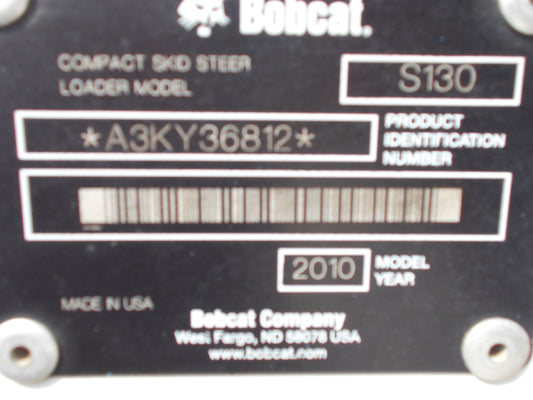 Bobcat.
COMPACT SKID STEER
LOADER MODEL
S130
*A3KY36812*
PRODUCT
IDENTIFICATION
NUMBER
2010
MODEL
YEAR
MADE IN USA
Bobcat Company
West Fargo, ND 58078 USA
www.bobcat.com